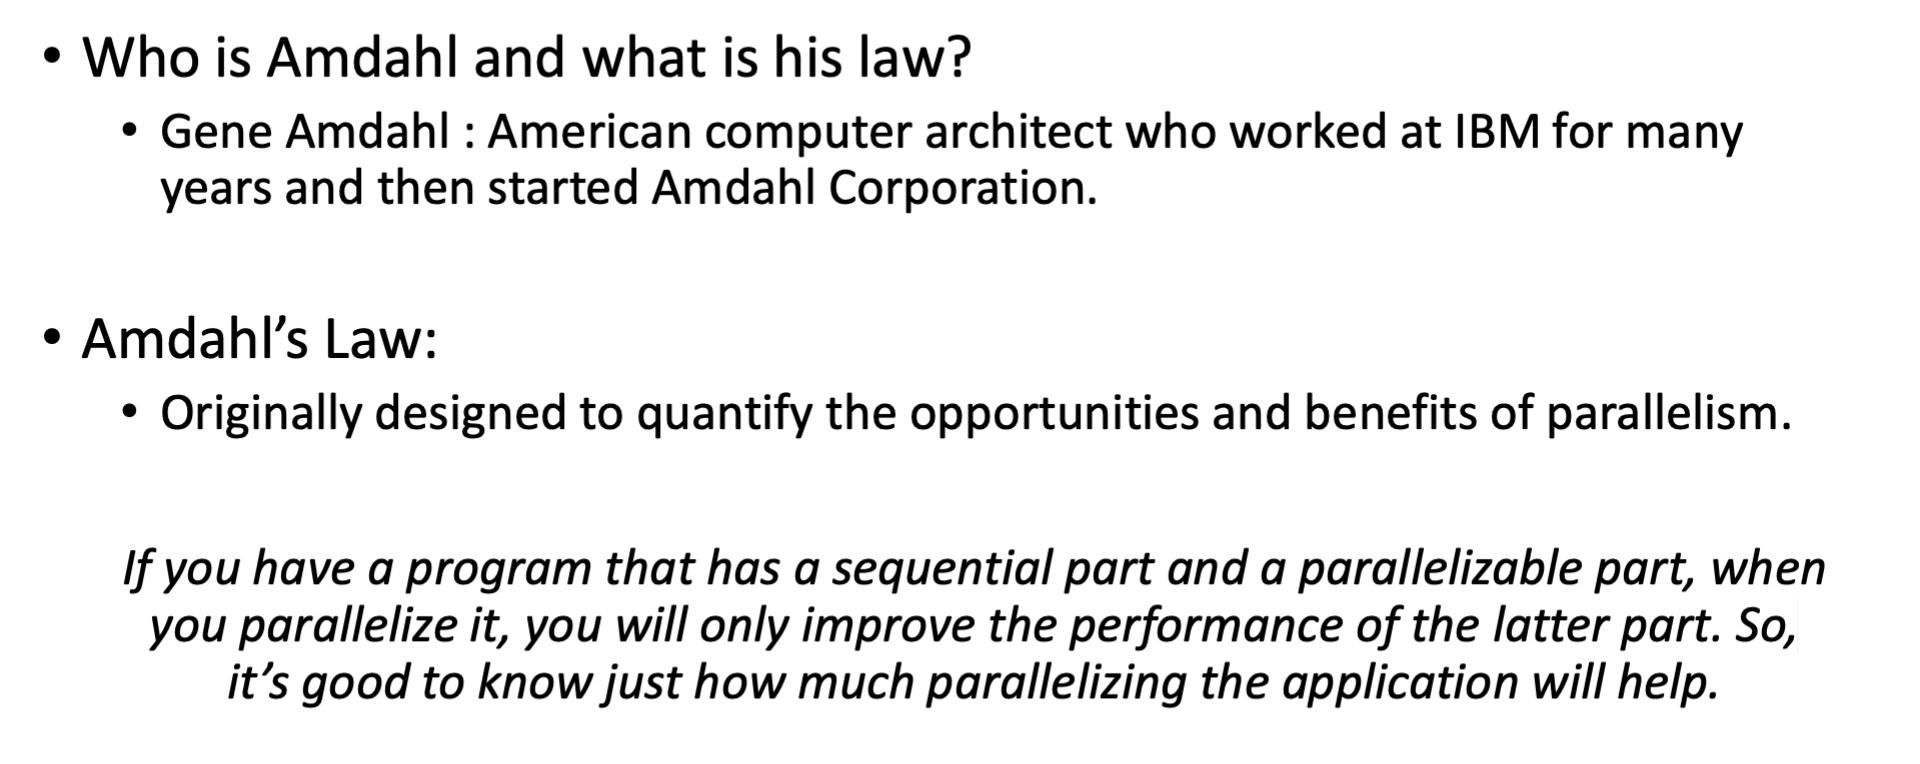 • Who is Amdahl and what is his law?
• Gene Amdahl : American computer architect who worked at IBM for many
years and then started Amdahl Corporation.
• Amdahl’s Law:
• Originally designed to quantify the opportunities and benefits of parallelism.
If you have a program that has a sequential part and a parallelizable part, when
you parallelize it, you will only improve the performance of the latter part. So,
it’s good to know just how much parallelizing the application will help.